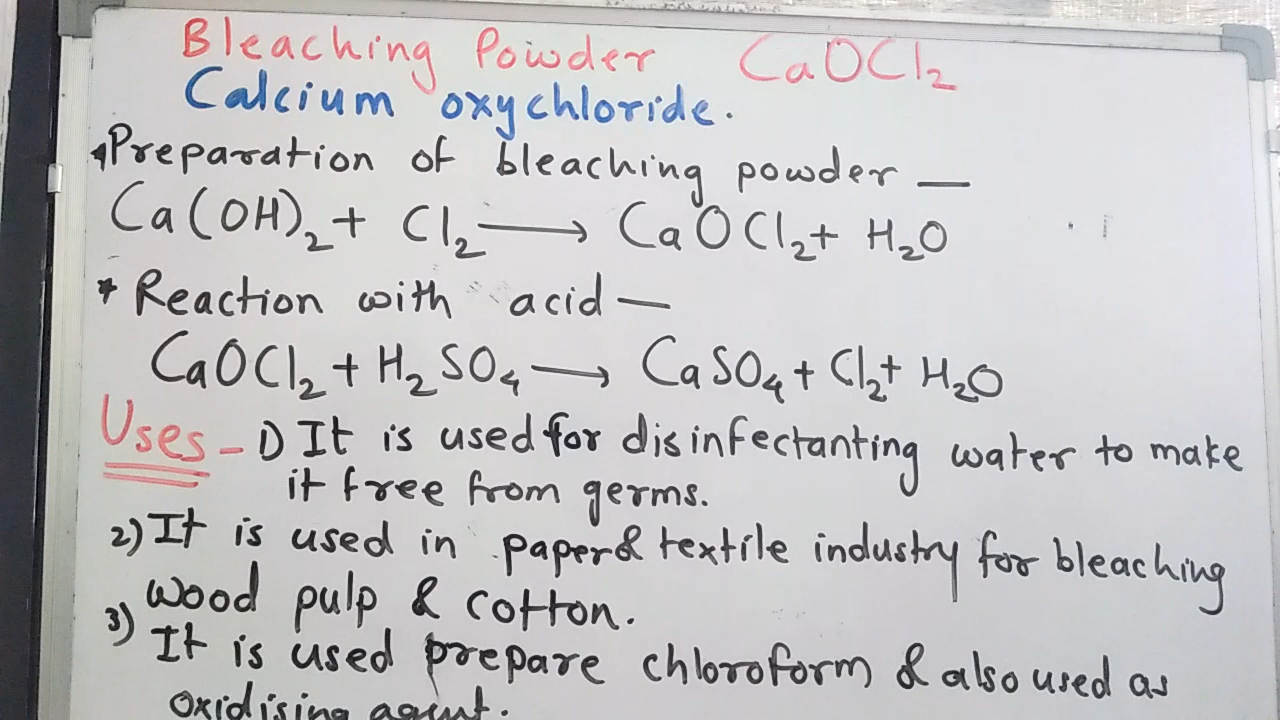 Bleaching Powder CaOCl₂
Calcium oxychloride.
*Preparation of bleaching powder —
Ca(OH)₂ + Cl₂ ⟶ CaOCl₂ + H₂O
* Reaction with acid —
CaOCl₂ + H₂SO₄ ⟶ CaSO₄ + Cl₂ + H₂O
Uses - 1) It is used for disinfectanting water to make
it free from germs.
2) It is used in paper & textile industry for bleaching
wood pulp & cotton.
3) It is used prepare chloroform & also used as
oxidising agent.